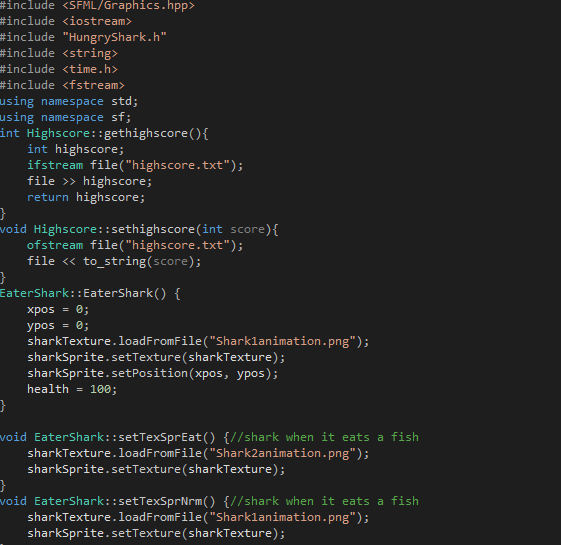 #include <SFML/Graphics.hpp>
#include <iostream>
#include "HungryShark.h"
#include <string>
#include <time.h>
#include <fstream>
using namespace std;
using namespace sf;
int Highscore::gethighscore(){
    int highscore;
    ifstream file("highscore.txt");
    file >> highscore;
    return highscore;
}
void Highscore::sethighscore(int score){
    ofstream file("highscore.txt");
    file << to_string(score);
}
EaterShark::EaterShark() {
    xpos = 0;
    ypos = 0;
    sharkTexture.loadFromFile("Shark1animation.png");
    sharkSprite.setTexture(sharkTexture);
    sharkSprite.setPosition(xpos, ypos);
    health = 100;
}

void EaterShark::setTexSprEat() {//shark when it eats a fish
    sharkTexture.loadFromFile("Shark2animation.png");
    sharkSprite.setTexture(sharkTexture);
}
void EaterShark::setTexSprNrm() {//shark when it eats a fish
    sharkTexture.loadFromFile("Shark1animation.png");
    sharkSprite.setTexture(sharkTexture);